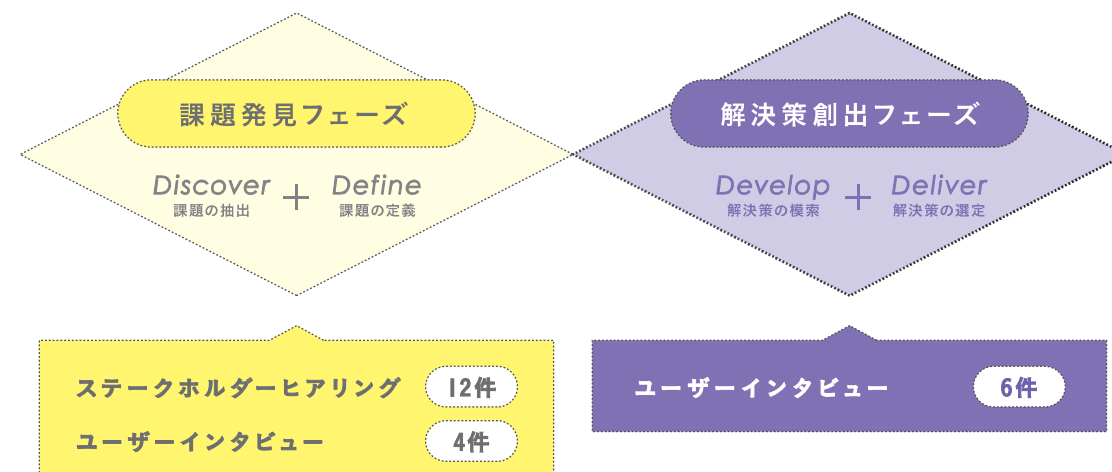 課題発見フェーズ
Discover + Define
課題の抽出 課題の定義
解決策創出フェーズ
Develop + Deliver
解決策の模索 解決策の選定
ステークホルダーヒアリング 12件
ユーザーインタビュー 4件
ユーザーインタビュー 6件